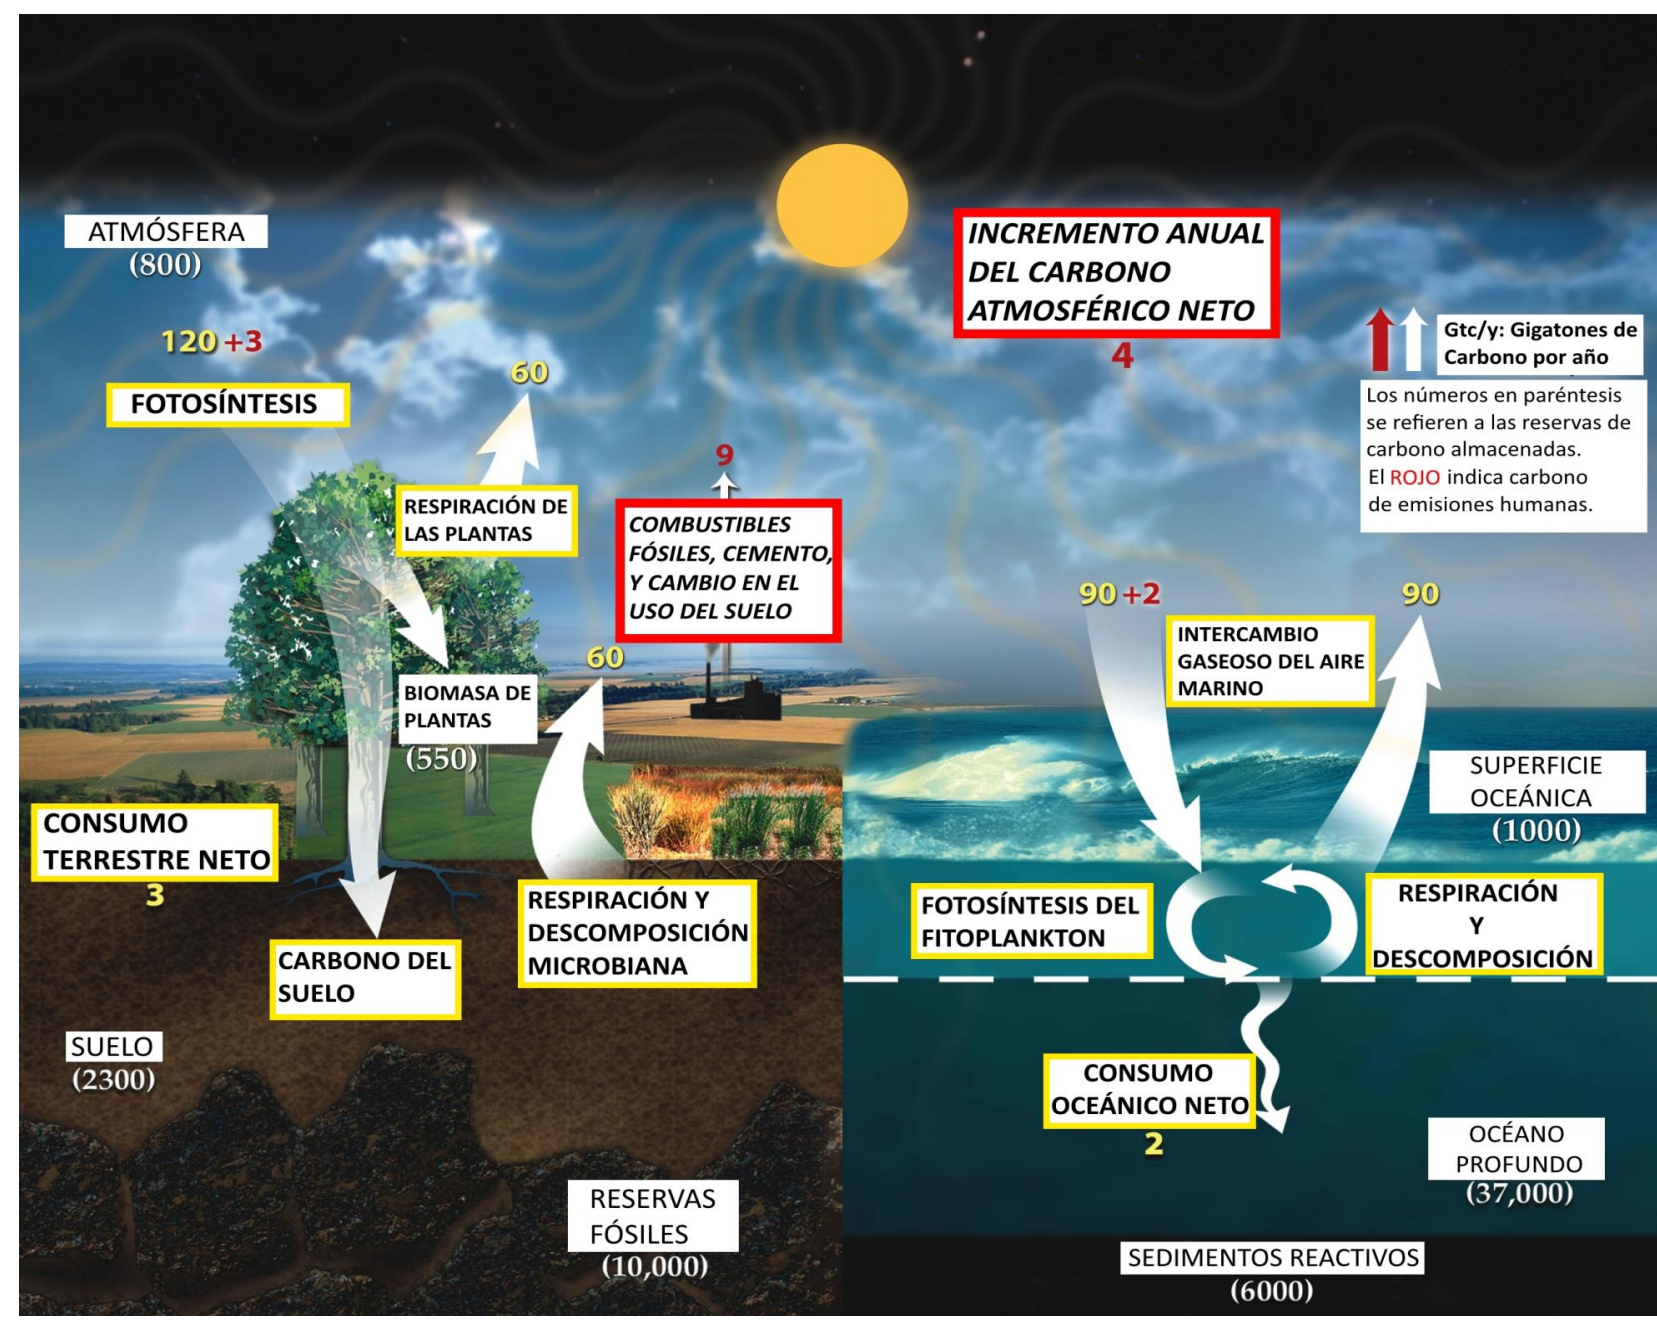 ATMÓSFERA
(800)
120 +3
FOTOSÍNTESIS
60
RESPIRACIÓN DE
LAS PLANTAS
9
COMBUSTIBLES
FÓSILES, CEMENTO,
Y CAMBIO EN EL
USO DEL SUELO
INCREMENTO ANUAL
DEL CARBONO
ATMOSFÉRICO NETO
4
Gtc/y: Gigatones de
Carbono por año
Los números en paréntesis
se refieren a las reservas de
carbono almacenadas.
El ROJO indica carbono
de emisiones humanas.
90 +2
INTERCAMBIO
GASEOSO DEL AIRE
MARINO
90
60
BIOMASA DE
PLANTAS
(550)
SUPERFICIE
OCEÁNICA
(1000)
CONSUMO
TERRESTRE NETO
3
CARBONO DEL
SUELO
RESPIRACIÓN Y
DESCOMPOSICIÓN
MICROBIANA
FOTOSÍNTESIS DEL
FITOPLANKTON
RESPIRACIÓN
Y
DESCOMPOSICIÓN
SUELO
(2300)
CONSUMO
OCEÁNICO NETO
2
OCÉANO
PROFUNDO
(37,000)
RESERVAS
FÓSILES
(10,000)
SEDIMENTOS REACTIVOS
(6000)